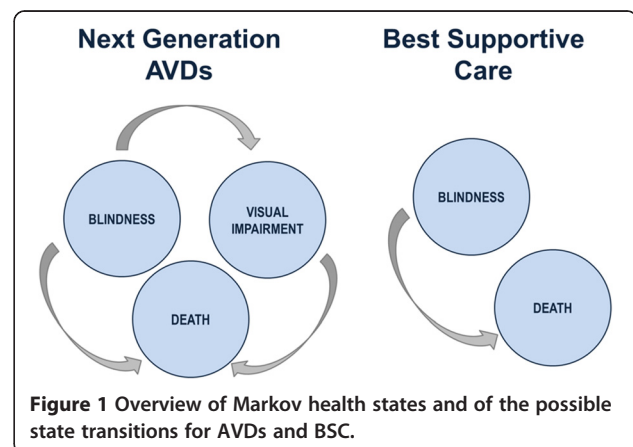 Next Generation
AVDs
Best Supportive
Care
BLINDNESS
VISUAL
IMPAIRMENT
DEATH
BLINDNESS
DEATH
Figure 1 Overview of Markov health states and of the possible
state transitions for AVDs and BSC.